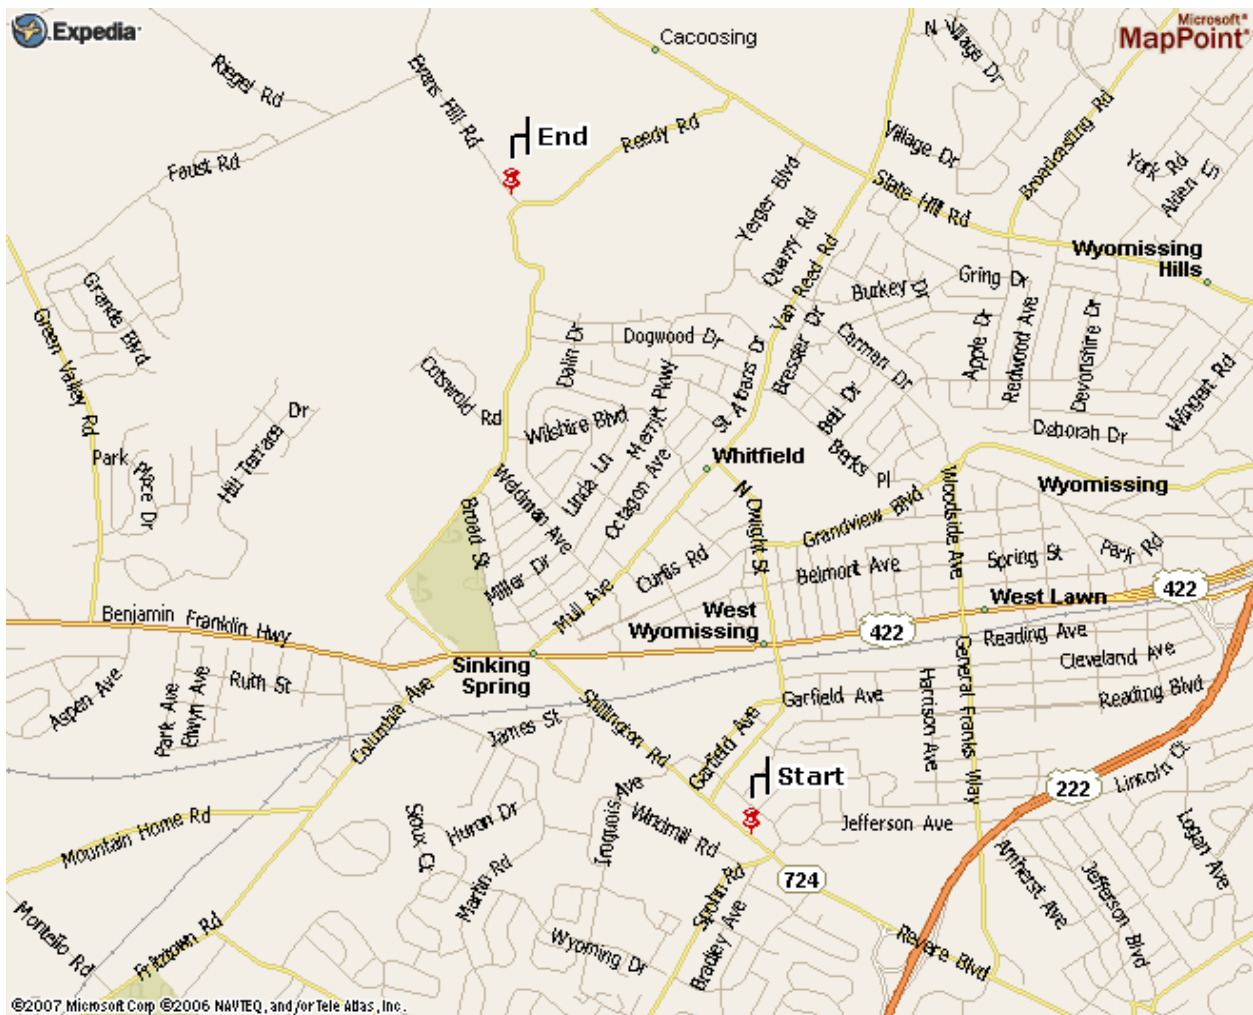 Expedia
Microsoft®
MapPoint®
Cacoosing
N Village Dr
Riegel Rd
Evans Hill Rd
End
Reedy Rd
Village Dr
Broadcasting Rd
York Rd
Alden Ln
Faust Rd
State Hill Rd
Yerger Blvd
Quarry Rd
Van Reed Rd
Wyomissing
Hills
Gring Dr
Burkey Dr
Grande Blvd
Green Valley Rd
Dogwood Dr
Dalin Dr
Bressler Dr
Carman Dr
Apple Dr
Redwood Ave
Devonshire Dr
Wingert Rd
Cotswold Rd
St Albans Dr
Merryt Pkwy
Bell Dr
Wilshire Blvd
Hill Terrace Dr
Deborah Dr
Berks Pl
Park Place Dr
Whitfield
Linda Ln
Octagon Ave
Weldman Ave
Wyomissing
Broad St
N Dwight St
Grandview Blvd
Woodside Ave
Spring St
Park Rd
Miller Dr
Curtis Rd
Belmont Ave
Mull Ave
422
West Lawn
Benjamin Franklin Hwy
West
Wyomissing
422
Reading Ave
Sinking
Spring
Cleveland Ave
Aspen Ave
Park Ave
Elwyn Ave
Ruth St
Columbia Ave
Shillington Rd
Garfield Ave
Harrison Ave
General Franks Way
Reading Blvd
James St
Garfield Ave
Start
222
Lincoln Ct
Mountain Home Rd
Sioux Ct
Huron Dr
Iroquois Ave
Windmill Rd
Jefferson Ave
Logan Ave
Martin Rd
724
Spohn Rd
Amherst Ave
Jefferson Blvd
Montello Rd
Fritztown Rd
Wyoming Dr
Bradley Ave
Revere Blvd
©2007 Microsoft Corp ©2006 NAVTEQ, and/or Tele Atlas, Inc.